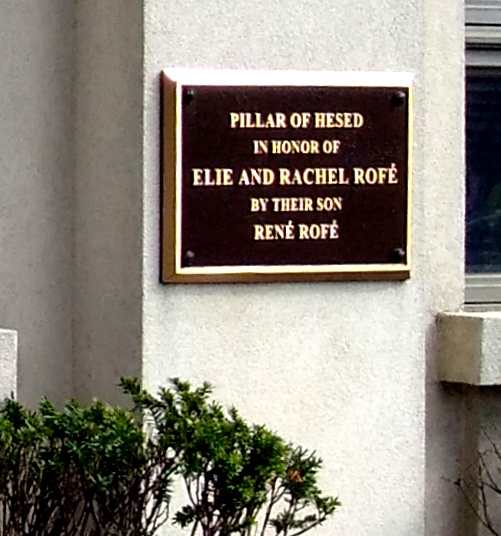 PILLAR OF HESED
IN HONOR OF
ELIE AND RACHEL ROFÉ
BY THEIR SON
RENÉ ROFÉ